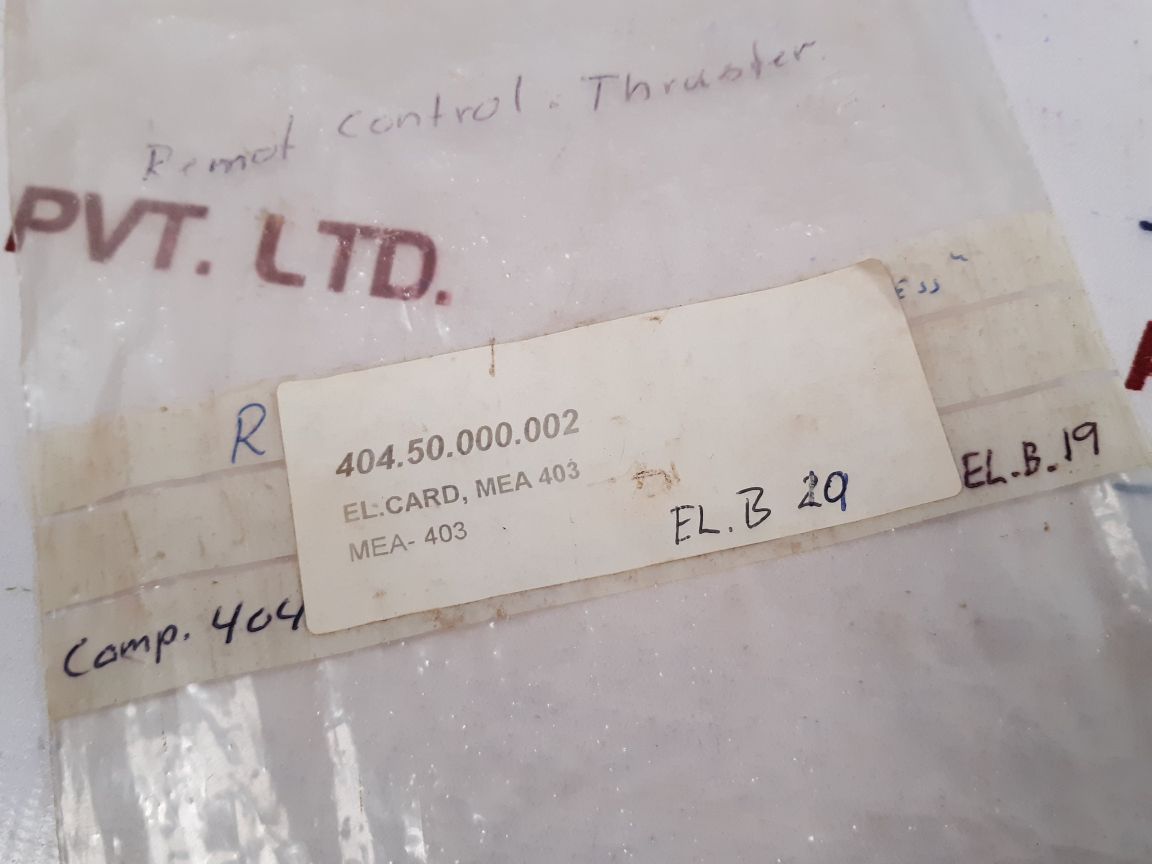 Remot Control. Thruster.
PVT. LTD.
R
404.50.000.002
EL.CARD, MEA 403
MEA- 403
EL.B
EL.B.19
Comp. 404